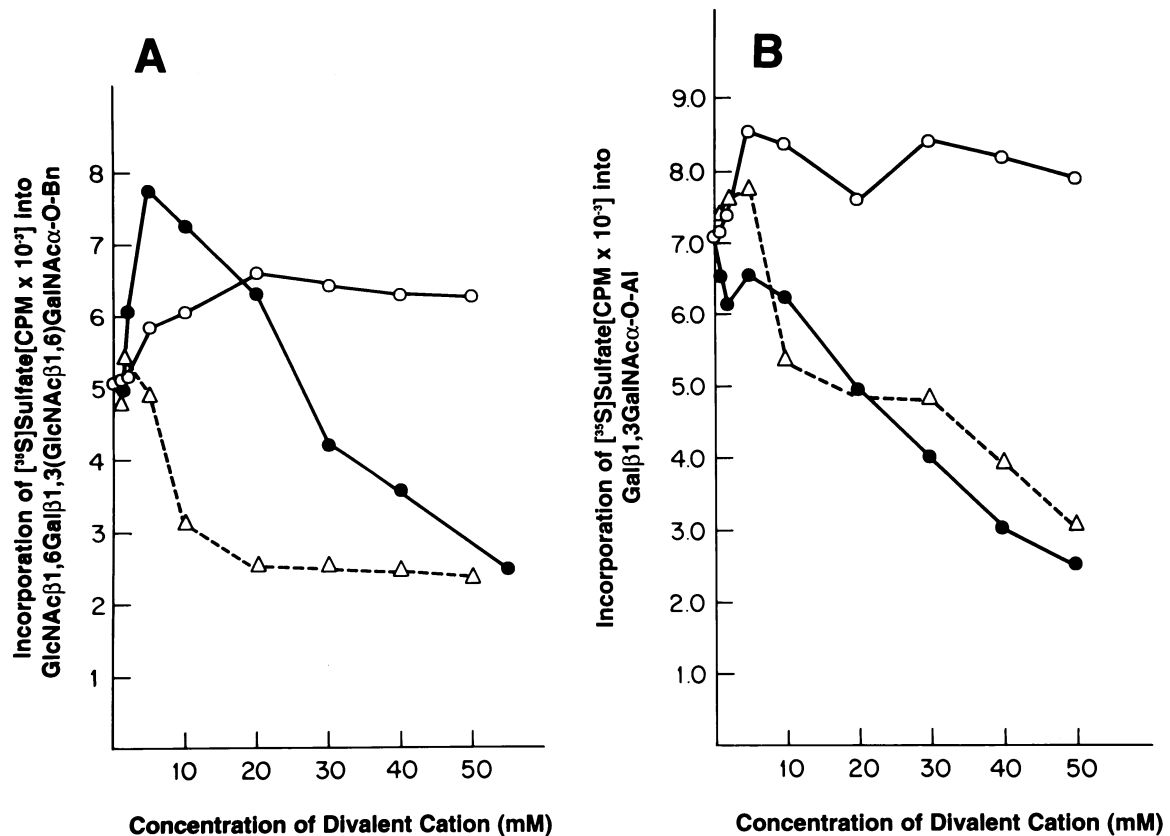 A
Incorporation of [³⁵S]Sulfate[CPM x 10⁻³] into
GlcNAcβ1,6Galβ1,3(GlcNAcβ1,6)GalNAcα-O-Bn
8
7
6
5
4
3
2
1
10 20 30 40 50
Concentration of Divalent Cation (mM)
B
Incorporation of [³⁵S]Sulfate[CPM x 10⁻³] into
Galβ1,3GalNAcα-O-Al
9.0
8.0
7.0
6.0
5.0
4.0
3.0
2.0
1.0
10 20 30 40 50
Concentration of Divalent Cation (mM)